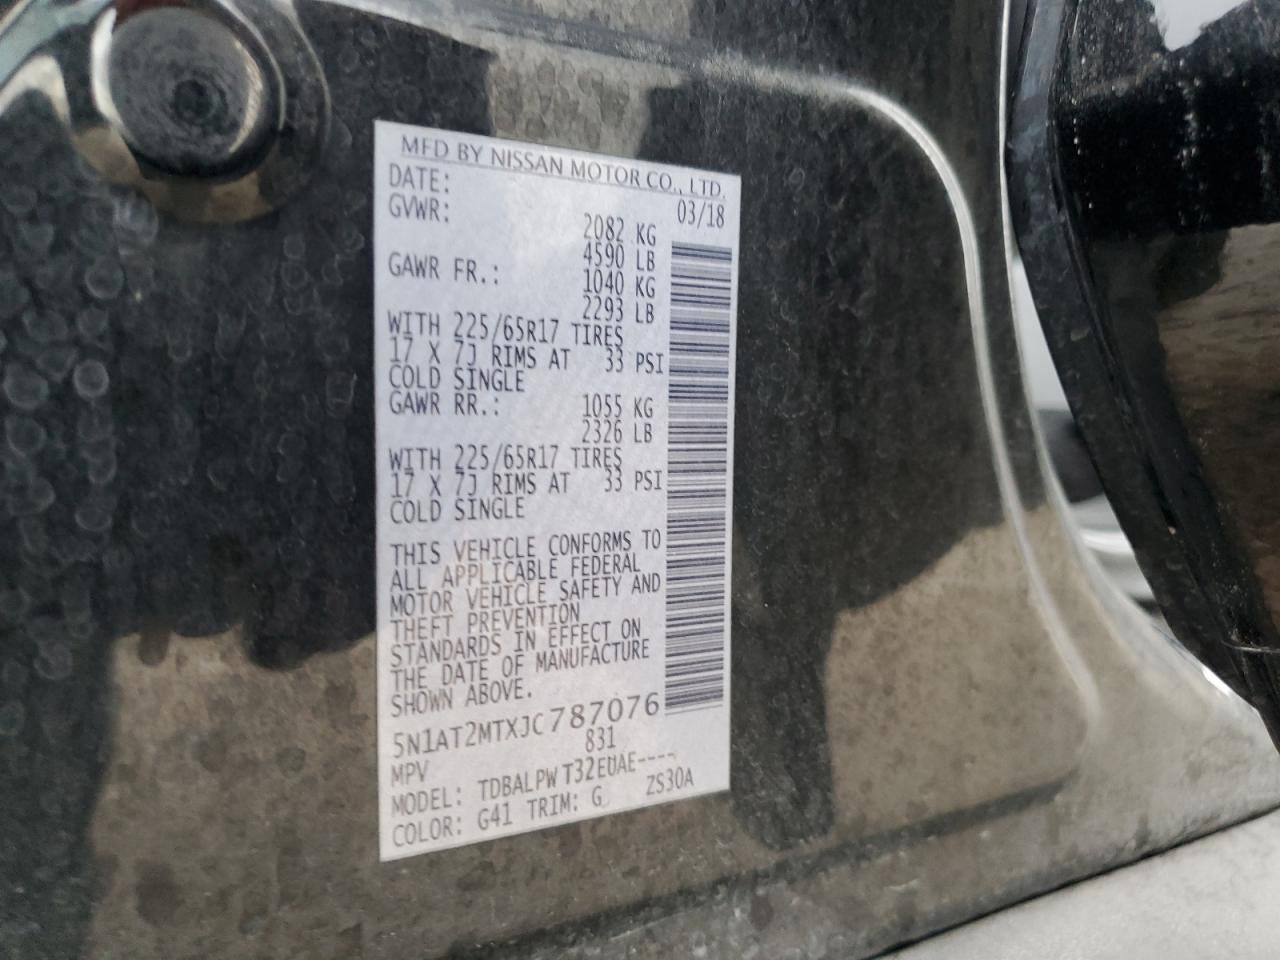 MFD BY NISSAN MOTOR CO., LTD.
DATE: 03/18
GVWR: 2082 KG
4590 LB
GAWR FR.: 1040 KG
2293 LB
WITH 225/65R17 TIRES
17 X 7J RIMS AT 33 PSI
COLD SINGLE
GAWR RR.: 1055 KG
2326 LB
WITH 225/65R17 TIRES
17 X 7J RIMS AT 33 PSI
COLD SINGLE
THIS VEHICLE CONFORMS TO
ALL APPLICABLE FEDERAL
MOTOR VEHICLE SAFETY AND
THEFT PREVENTION
STANDARDS IN EFFECT ON
THE DATE OF MANUFACTURE
SHOWN ABOVE.
5N1AT2MTXJC787076
MPV 831
MODEL: TDBALPW T32EUAE----
COLOR: G41 TRIM: G ZS30A